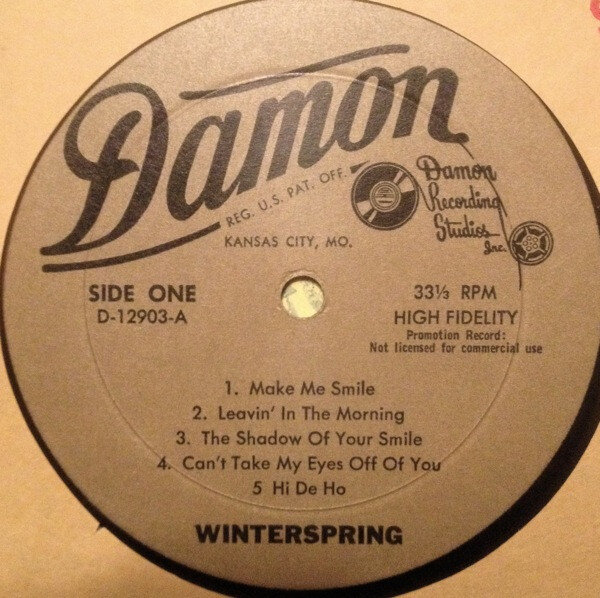 Damon
REG. U.S. PAT. OFF.
KANSAS CITY, MO.
Damon
Recording
Studios
Inc.
SIDE ONE
D-12903-A
33⅓ RPM
HIGH FIDELITY
Promotion Record:
Not licensed for commercial use
1. Make Me Smile
2. Leavin' In The Morning
3. The Shadow Of Your Smile
4. Can't Take My Eyes Off Of You
5 Hi De Ho
WINTERSPRING